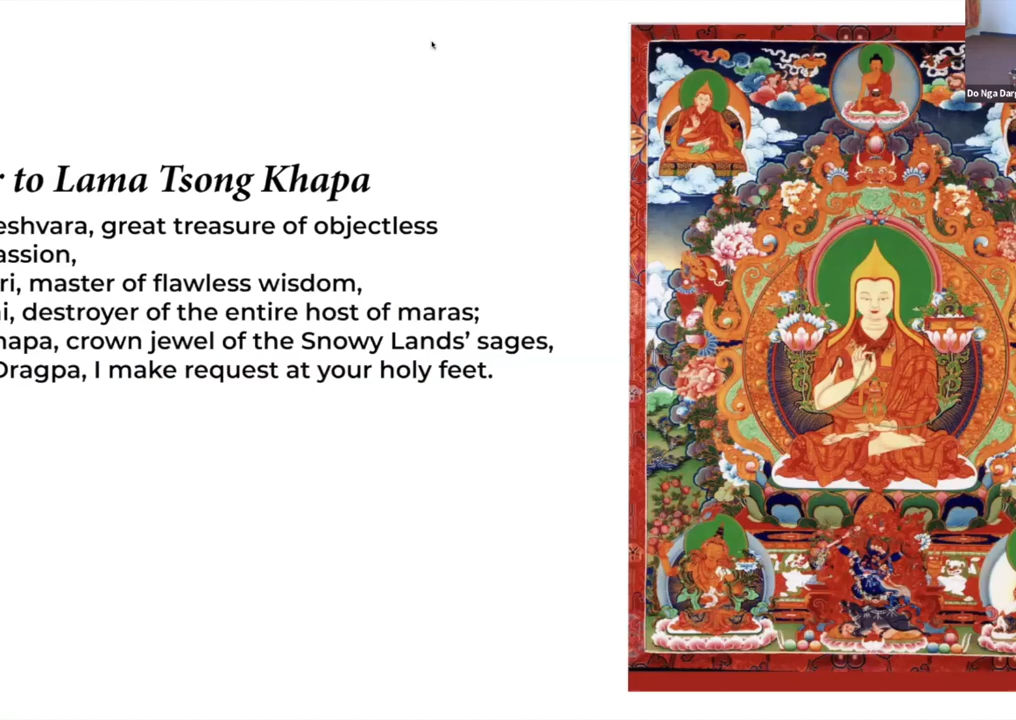 r to Lama Tsong Khapa
eshvara, great treasure of objectless
assion,
ri, master of flawless wisdom,
i, destroyer of the entire host of maras;
hapa, crown jewel of the Snowy Lands’ sages,
Dragpa, I make request at your holy feet.
Do Nga Darg